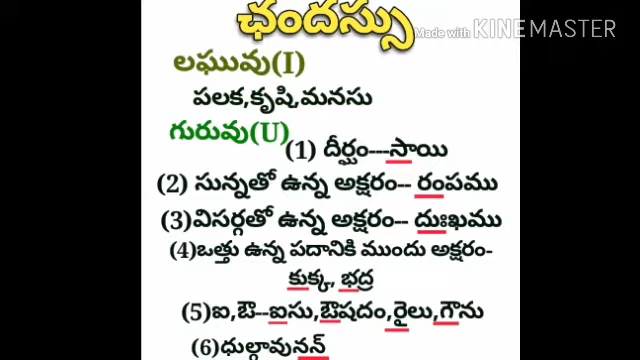 ఛందస్సు
Made with KINEMASTER
లఘువు(I)
పలక,కృషి,మనసు
గురువు(U)
(1) దీర్ఘం---సాయి
(2) సున్నతో ఉన్న అక్షరం-- రంపము
(3)విసర్గతో ఉన్న అక్షరం-- దుఃఖము
(4)ఒత్తు ఉన్న పదానికి ముందు అక్షరం-
కుక్క, భద్ర
(5)ఐ,ఔ--ఐసు,ఔషదం,రైలు,గౌను
(6)ధుల్గావునన్